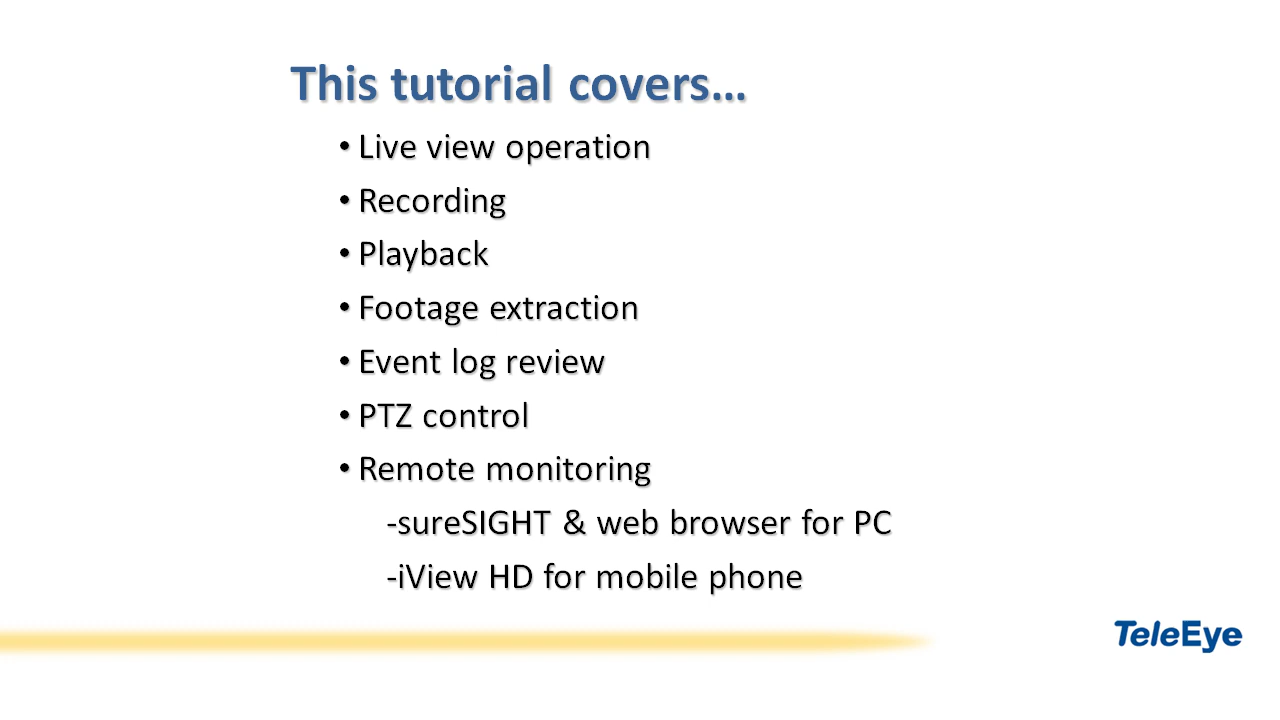 This tutorial covers…
• Live view operation
• Recording
• Playback
• Footage extraction
• Event log review
• PTZ control
• Remote monitoring
-sureSIGHT & web browser for PC
-iView HD for mobile phone
TeleEye